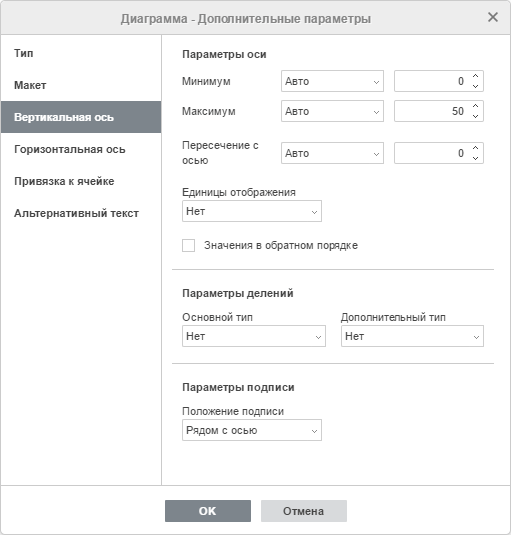 Диаграмма - Дополнительные параметры
Тип
Макет
Вертикальная ось
Горизонтальная ось
Привязка к ячейке
Альтернативный текст
Параметры оси
Минимум Авто 0
Максимум Авто 50
Пересечение с
осью Авто 0
Единицы отображения
Нет
Значения в обратном порядке
Параметры делений
Основной тип Дополнительный тип
Нет Нет
Параметры подписи
Положение подписи
Рядом с осью
OK Отмена